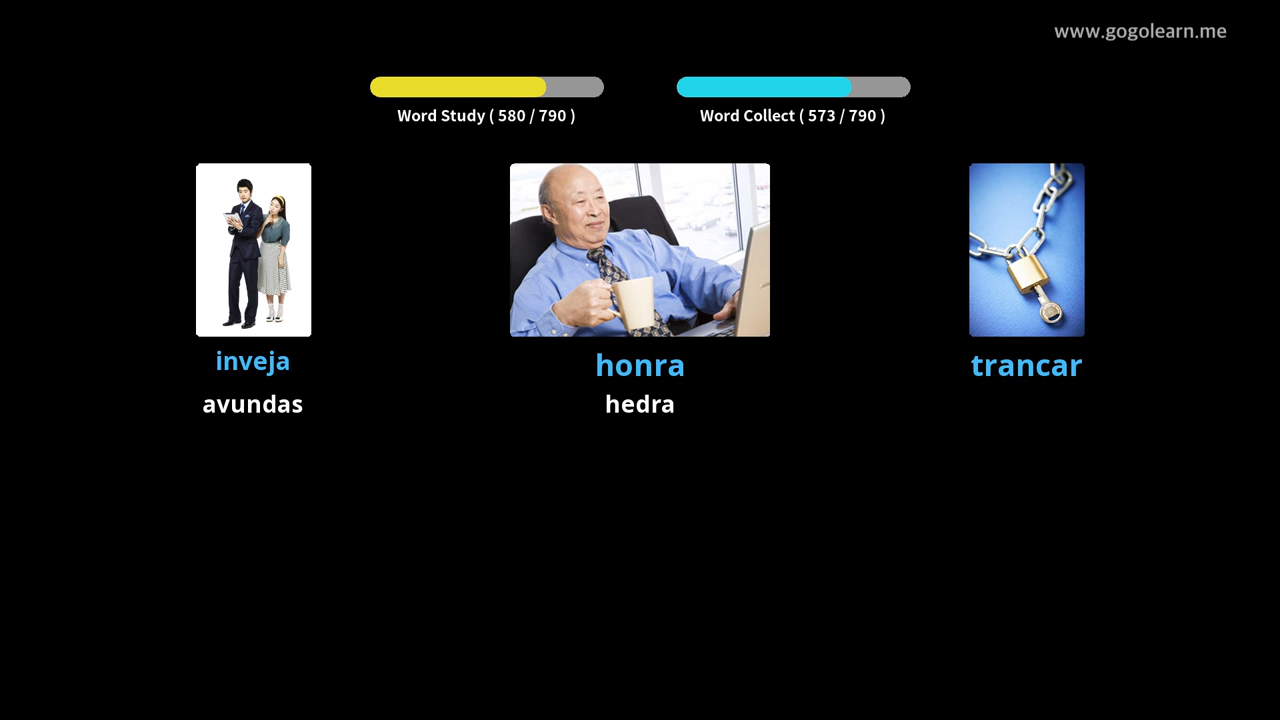 www.gogolearn.me
Word Study ( 580 / 790 )
Word Collect ( 573 / 790 )
inveja
honra
trancar
avundas
hedra